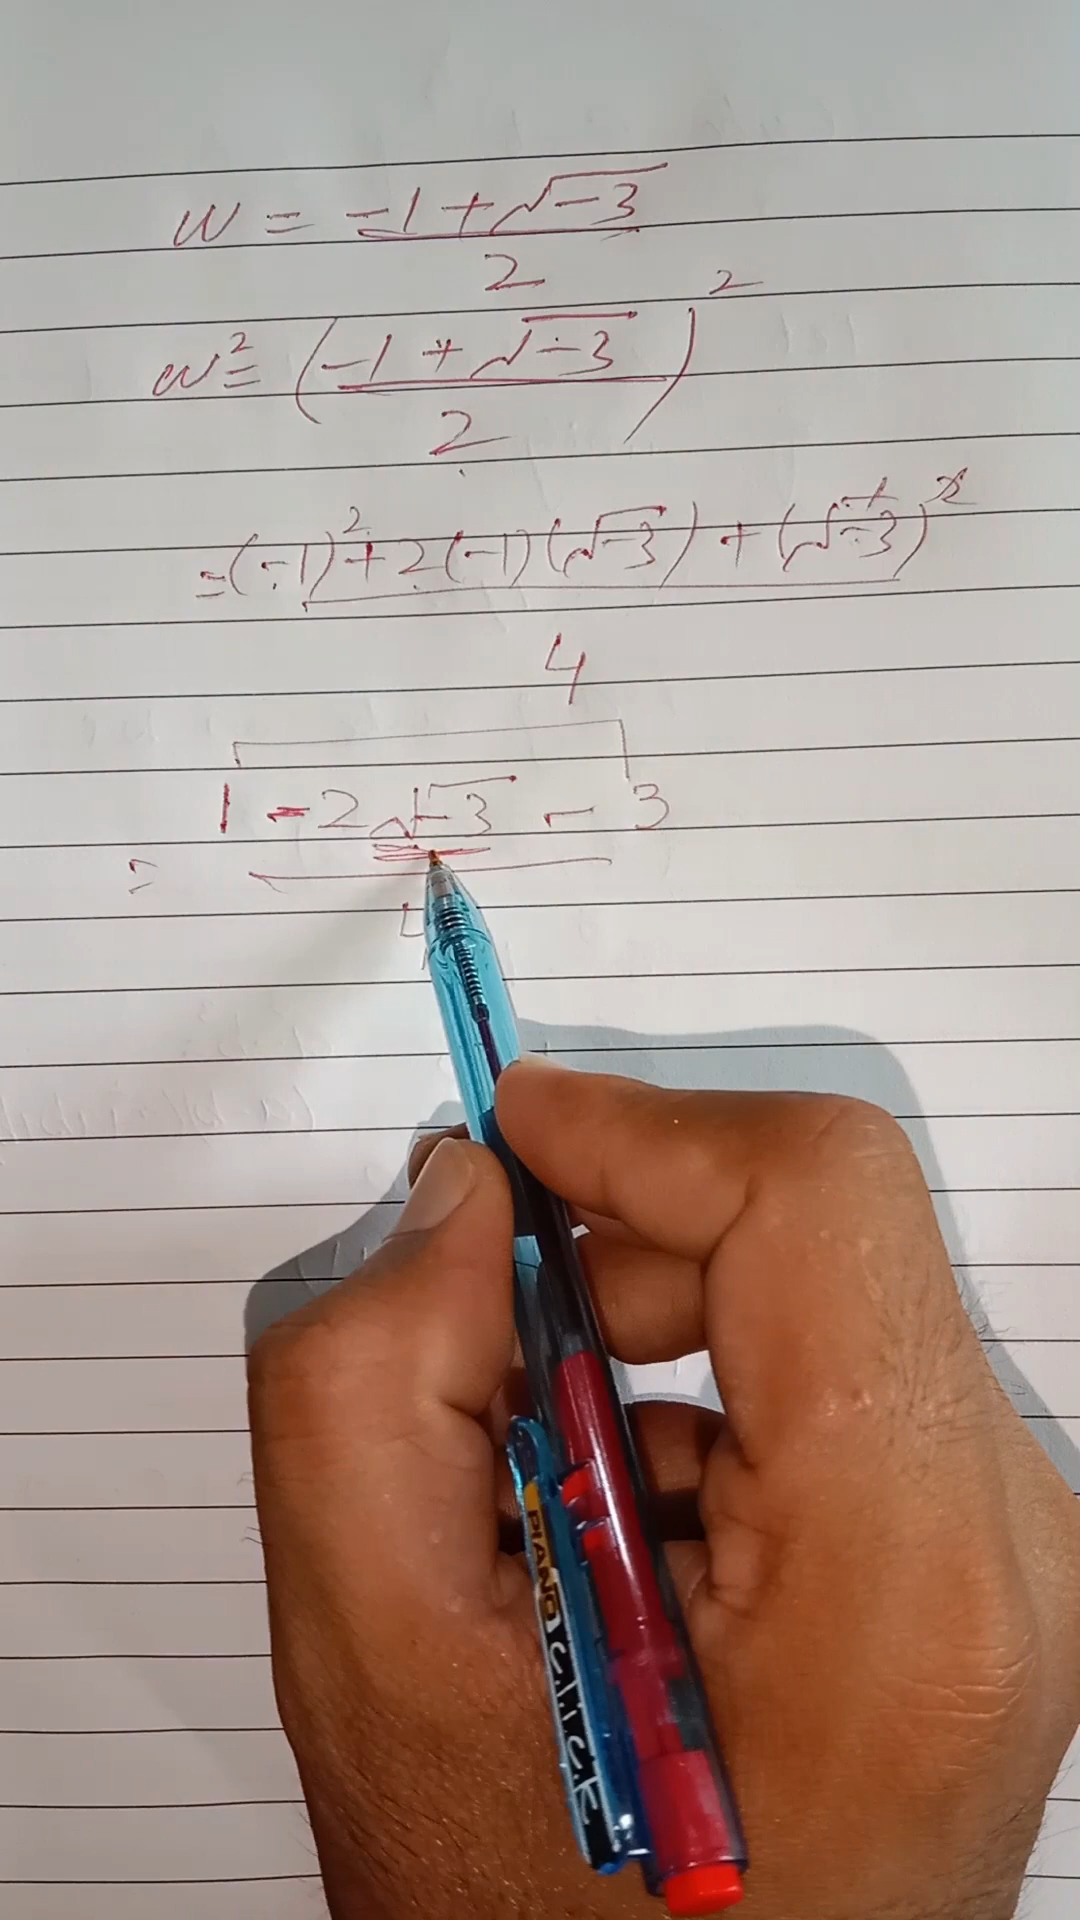 w = -1 + √-3
2
w² = (-1 + √-3)²
2
= (-1)² + 2(-1)(√-3) + (√-3)²
4
1 - 2√-3 - 3
=
PIANO